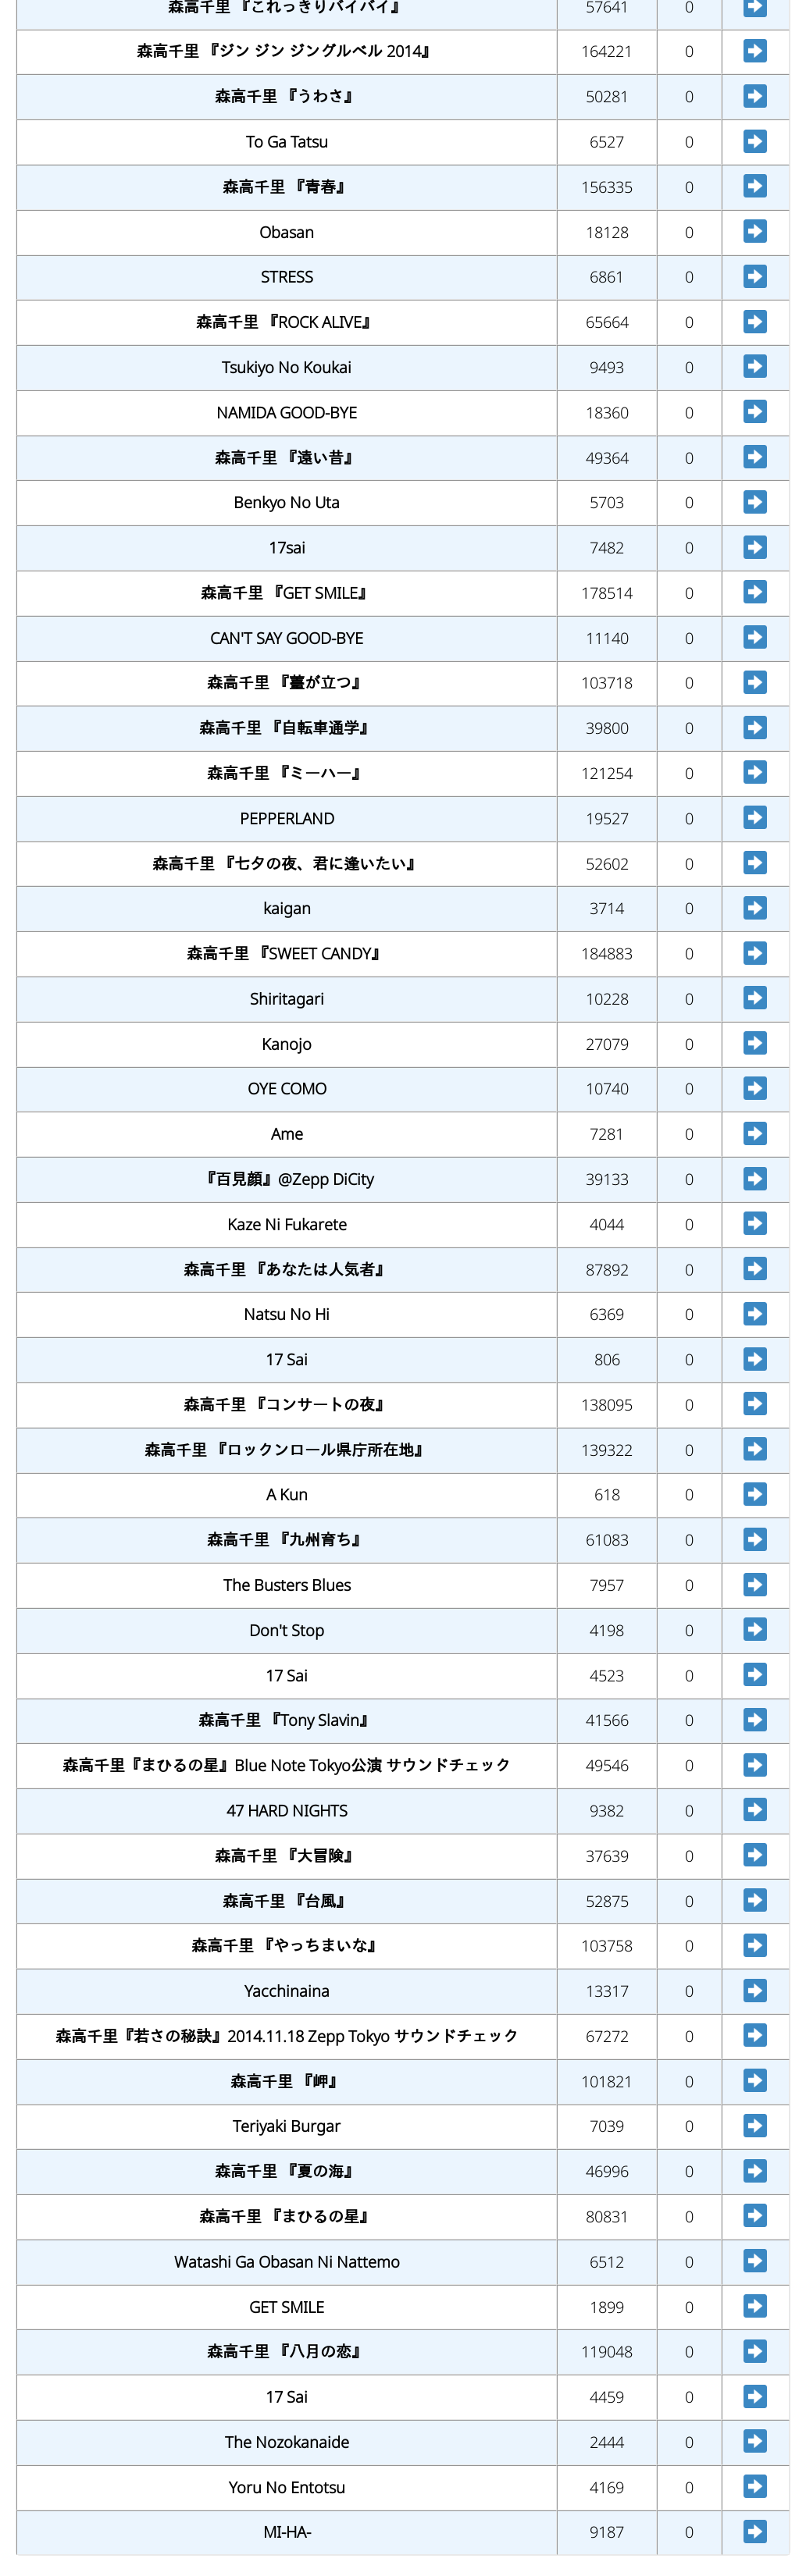 森高千里 『これっきりバイバイ』 57641 0
森高千里 『ジン ジン ジングルベル 2014』 164221 0
森高千里 『うわさ』 50281 0
To Ga Tatsu 6527 0
森高千里 『青春』 156335 0
Obasan 18128 0
STRESS 6861 0
森高千里 『ROCK ALIVE』 65664 0
Tsukiyo No Koukai 9493 0
NAMIDA GOOD-BYE 18360 0
森高千里 『遠い昔』 49364 0
Benkyo No Uta 5703 0
17sai 7482 0
森高千里 『GET SMILE』 178514 0
CAN'T SAY GOOD-BYE 11140 0
森高千里 『薹が立つ』 103718 0
森高千里 『自転車通学』 39800 0
森高千里 『ミーハー』 121254 0
PEPPERLAND 19527 0
森高千里 『七夕の夜、君に逢いたい』 52602 0
kaigan 3714 0
森高千里 『SWEET CANDY』 184883 0
Shiritagari 10228 0
Kanojo 27079 0
OYE COMO 10740 0
Ame 7281 0
『百見顔』@Zepp DiCity 39133 0
Kaze Ni Fukarete 4044 0
森高千里 『あなたは人気者』 87892 0
Natsu No Hi 6369 0
17 Sai 806 0
森高千里 『コンサートの夜』 138095 0
森高千里 『ロックンロール県庁所在地』 139322 0
A Kun 618 0
森高千里 『九州育ち』 61083 0
The Busters Blues 7957 0
Don't Stop 4198 0
17 Sai 4523 0
森高千里 『Tony Slavin』 41566 0
森高千里『まひるの星』Blue Note Tokyo公演 サウンドチェック 49546 0
47 HARD NIGHTS 9382 0
森高千里 『大冒険』 37639 0
森高千里 『台風』 52875 0
森高千里 『やっちまいな』 103758 0
Yacchinaina 13317 0
森高千里『若さの秘訣』2014.11.18 Zepp Tokyo サウンドチェック 67272 0
森高千里 『岬』 101821 0
Teriyaki Burgar 7039 0
森高千里 『夏の海』 46996 0
森高千里 『まひるの星』 80831 0
Watashi Ga Obasan Ni Nattemo 6512 0
GET SMILE 1899 0
森高千里 『八月の恋』 119048 0
17 Sai 4459 0
The Nozokanaide 2444 0
Yoru No Entotsu 4169 0
MI-HA- 9187 0